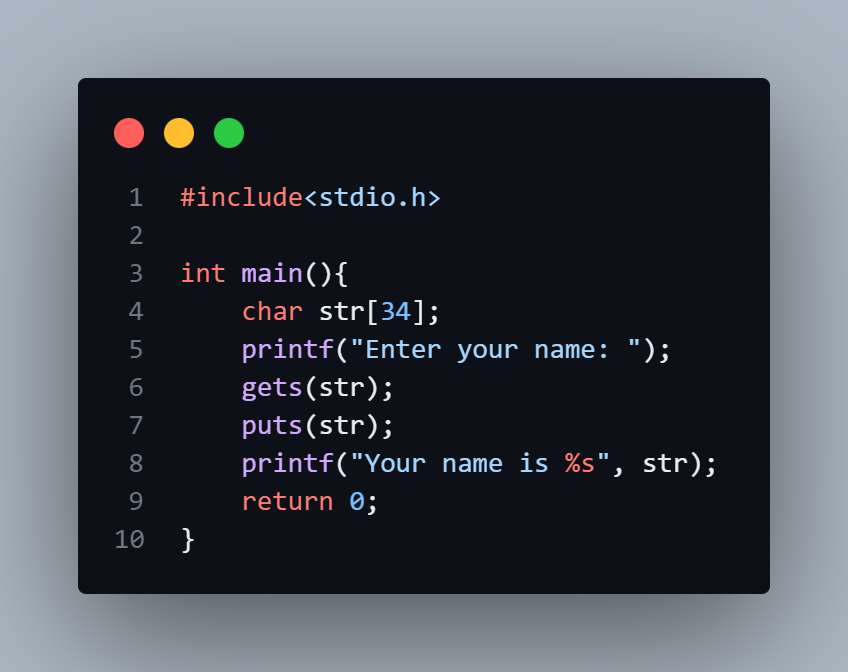 1 #include<stdio.h>
2
3 int main(){
4     char str[34];
5     printf("Enter your name: ");
6     gets(str);
7     puts(str);
8     printf("Your name is %s", str);
9     return 0;
10 }